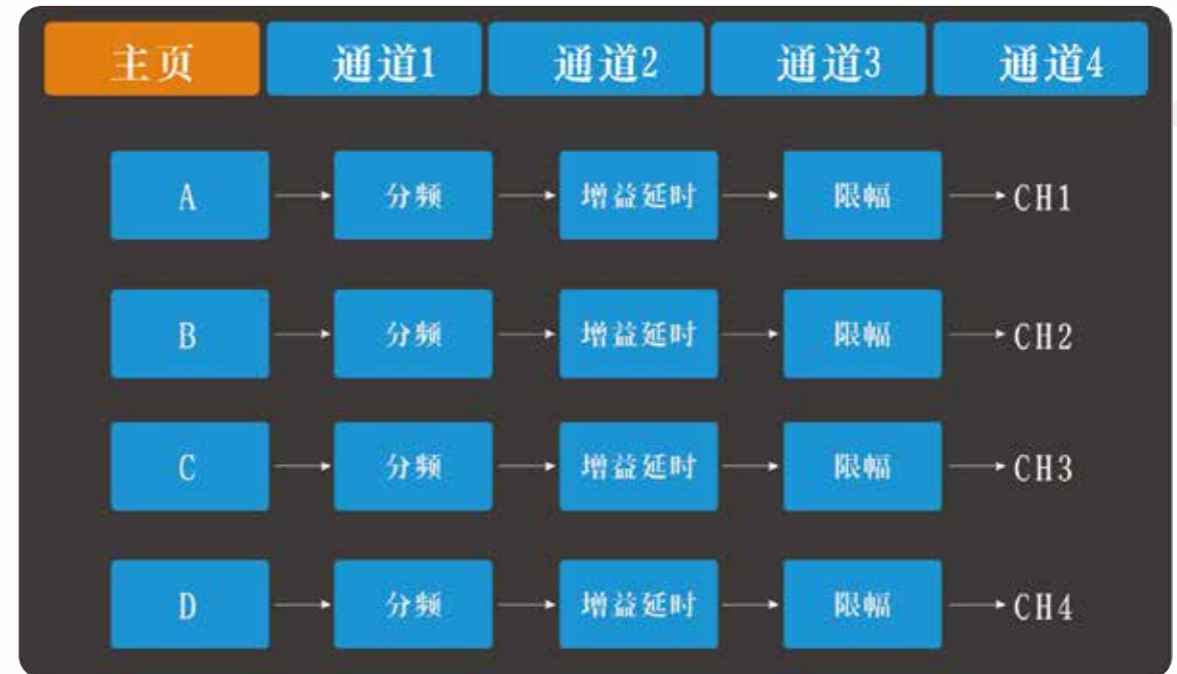 主页 通道1 通道2 通道3 通道4
A 分频 增益延时 限幅 CH1
B 分频 增益延时 限幅 CH2
C 分频 增益延时 限幅 CH3
D 分频 增益延时 限幅 CH4